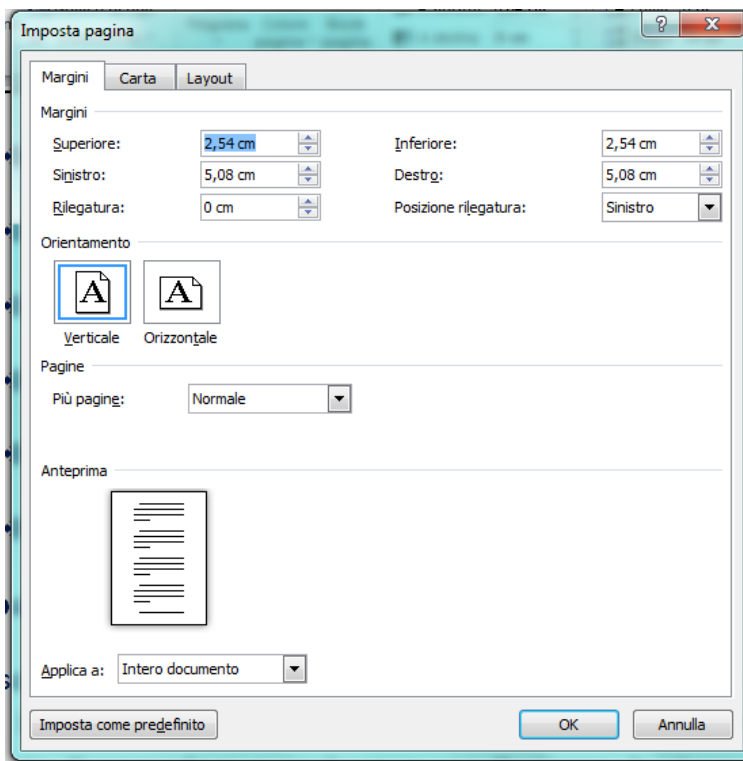 Imposta pagina
Margini Carta Layout
Margini
Superiore: 2,54 cm Inferiore: 2,54 cm
Sinistro: 5,08 cm Destro: 5,08 cm
Rilegatura: 0 cm Posizione rilegatura: Sinistro
Orientamento
A A
Verticale Orizzontale
Pagine
Più pagine: Normale
Anteprima
Applica a: Intero documento
Imposta come predefinito OK Annulla